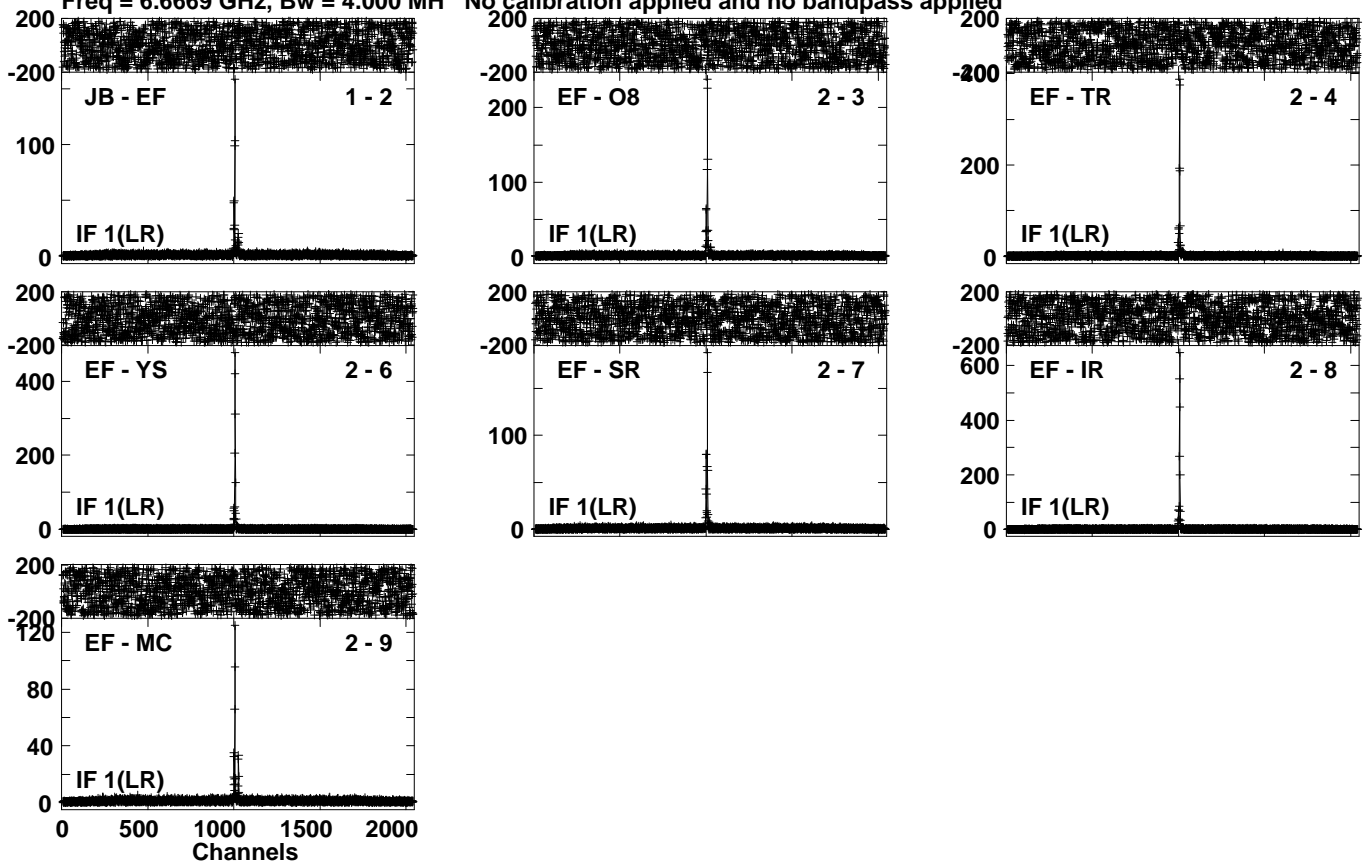 Freq = 6.6669 GHz, Bw = 4.000 MH No calibration applied and no bandpass applied
200
-200
JB - EF 1 - 2
100
IF 1(LR)
0
200
-200
EF - O8 2 - 3
200
100
IF 1(LR)
0
200
-200
400
EF - TR 2 - 4
200
IF 1(LR)
0
200
-200
EF - YS 2 - 6
400
200
IF 1(LR)
0
200
-200
EF - SR 2 - 7
100
IF 1(LR)
0
200
-200
600
EF - IR 2 - 8
400
200
IF 1(LR)
0
200
-200
120
EF - MC 2 - 9
80
40
IF 1(LR)
0
0 500 1000 1500 2000
Channels